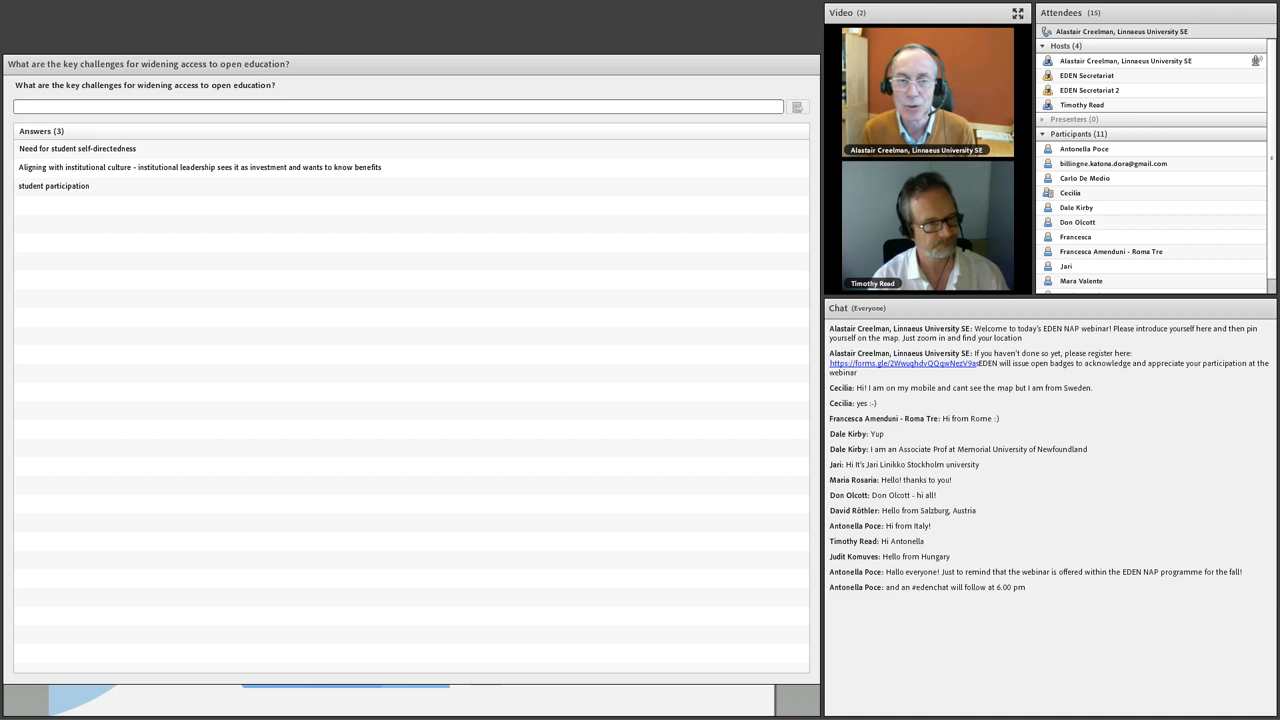 What are the key challenges for widening access to open education?
What are the key challenges for widening access to open education?
Answers (3)
Need for student self-directedness
Aligning with institutional culture - institutional leadership sees it as investment and wants to know benefits
student participation
Video (2)
Alastair Creelman, Linnaeus University SE
Timothy Read
Attendees (15)
Alastair Creelman, Linnaeus University SE
Hosts (4)
Alastair Creelman, Linnaeus University SE
EDEN Secretariat
EDEN Secretariat 2
Timothy Read
Presenters (0)
Participants (11)
Antonella Poce
billingne.katona.dora@gmail.com
Carlo De Medio
Cecilia
Dale Kirby
Don Olcott
Francesca
Francesca Amenduni - Roma Tre
Jari
Mara Valente
Chat (Everyone)
Alastair Creelman, Linnaeus University SE: Welcome to today's EDEN NAP webinar! Please introduce yourself here and then pin
yourself on the map. Just zoom in and find your location
Alastair Creelman, Linnaeus University SE: If you haven't done so yet, please register here:
https://forms.gle/2WwuqhdvQQqwNezV9asEDEN will issue open badges to acknowledge and appreciate your participation at the
webinar
Cecilia: Hi! I am on my mobile and cant see the map but I am from Sweden.
Cecilia: yes :-)
Francesca Amenduni - Roma Tre: Hi from Rome :)
Dale Kirby: Yup
Dale Kirby: I am an Associate Prof at Memorial University of Newfoundland
Jari: Hi It's Jari Linikko Stockholm university
Maria Rosaria: Hello! thanks to you!
Don Olcott: Don Olcott - hi all!
David Röthler: Hello from Salzburg, Austria
Antonella Poce: Hi from Italy!
Timothy Read: Hi Antonella
Judit Komuves: Hello from Hungary
Antonella Poce: Hallo everyone! Just to remind that the webinar is offered within the EDEN NAP programme for the fall!
Antonella Poce: and an #edenchat will follow at 6.00 pm